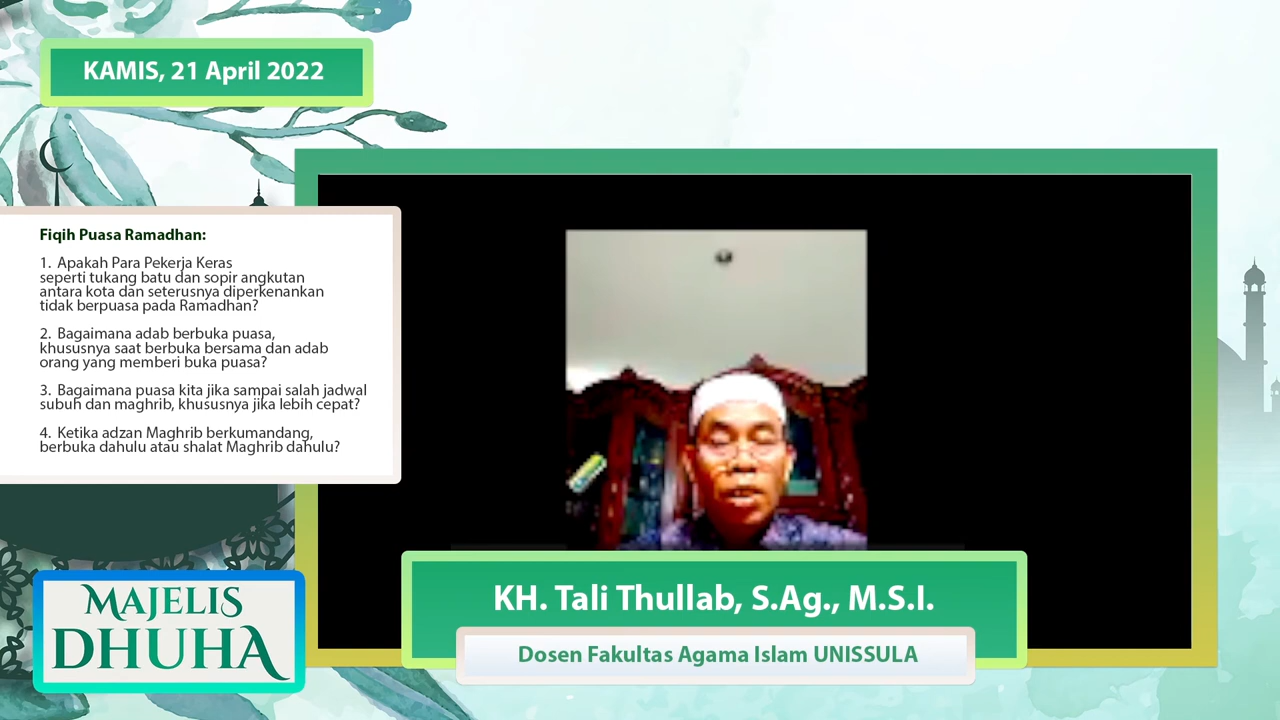 KAMIS, 21 April 2022
Fiqih Puasa Ramadhan:
1. Apakah Para Pekerja Keras
seperti tukang batu dan sopir angkutan
antara kota dan seterusnya diperkenankan
tidak berpuasa pada Ramadhan?
2. Bagaimana adab berbuka puasa,
khususnya saat berbuka bersama dan adab
orang yang memberi buka puasa?
3. Bagaimana puasa kita jika sampai salah jadwal
subuh dan maghrib, khususnya jika lebih cepat?
4. Ketika adzan Maghrib berkumandang,
berbuka dahulu atau shalat Maghrib dahulu?
MAJELIS
DHUHA
KH. Tali Thullab, S.Ag., M.S.I.
Dosen Fakultas Agama Islam UNISSULA